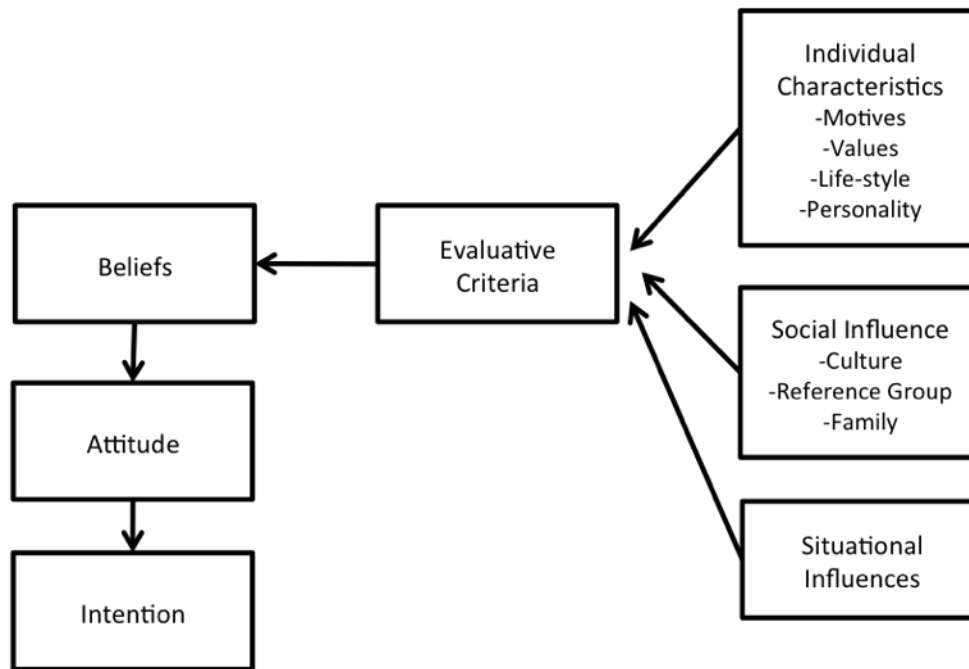 Individual
Characteristics
-Motives
-Values
-Life-style
-Personality
Beliefs
Evaluative
Criteria
Social Influence
-Culture
-Reference Group
-Family
Attitude
Situational
Influences
Intention